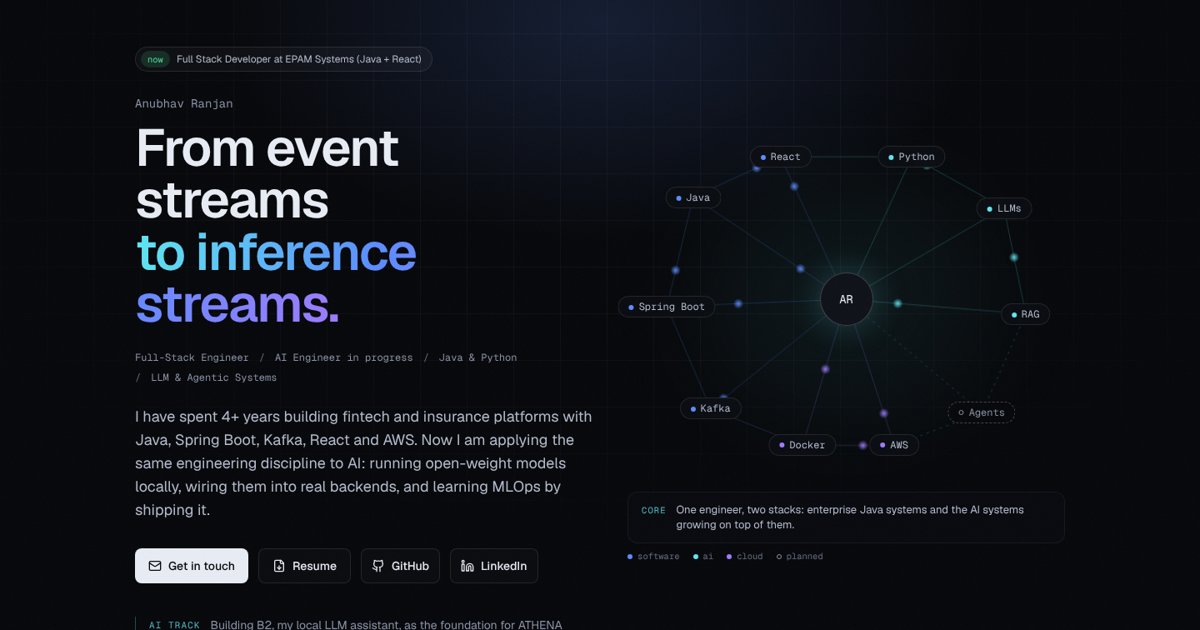 now Full Stack Developer at EPAM Systems (Java + React)
Anubhav Ranjan
From event
streams
to inference
streams.
Full-Stack Engineer / AI Engineer in progress / Java & Python
/ LLM & Agentic Systems
I have spent 4+ years building fintech and insurance platforms with
Java, Spring Boot, Kafka, React and AWS. Now I am applying the
same engineering discipline to AI: running open-weight models
locally, wiring them into real backends, and learning MLOps by
shipping it.
Get in touch
Resume
GitHub
LinkedIn
AI TRACK Building B2, my local LLM assistant, as the foundation for ATHENA
React
Python
Java
LLMs
AR
Spring Boot
RAG
Kafka
Agents
Docker
AWS
CORE One engineer, two stacks: enterprise Java systems and the AI systems
growing on top of them.
software ai cloud planned